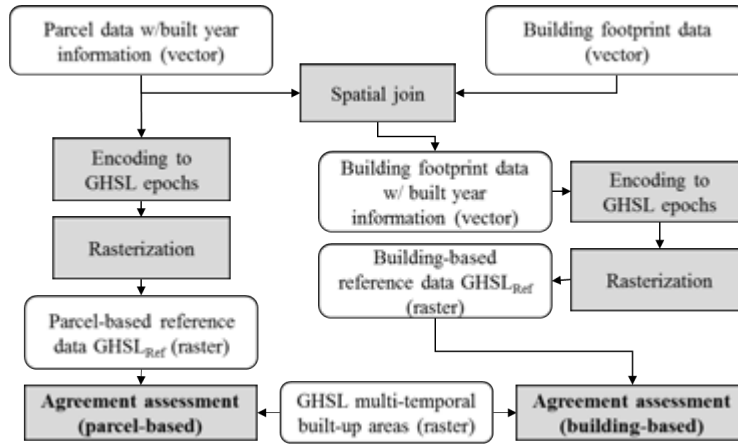 Parcel data w/built year
information (vector)
Building footprint data
(vector)
Spatial join
Encoding to
GHSL epochs
Building footprint data
w/ built year
information (vector)
Encoding to
GHSL epochs
Rasterization
Building-based
reference data GHSLRef
(raster)
Rasterization
Parcel-based reference
data GHSLRef (raster)
Agreement assessment
(parcel-based)
GHSL multi-temporal
built-up areas (raster)
Agreement assessment
(building-based)